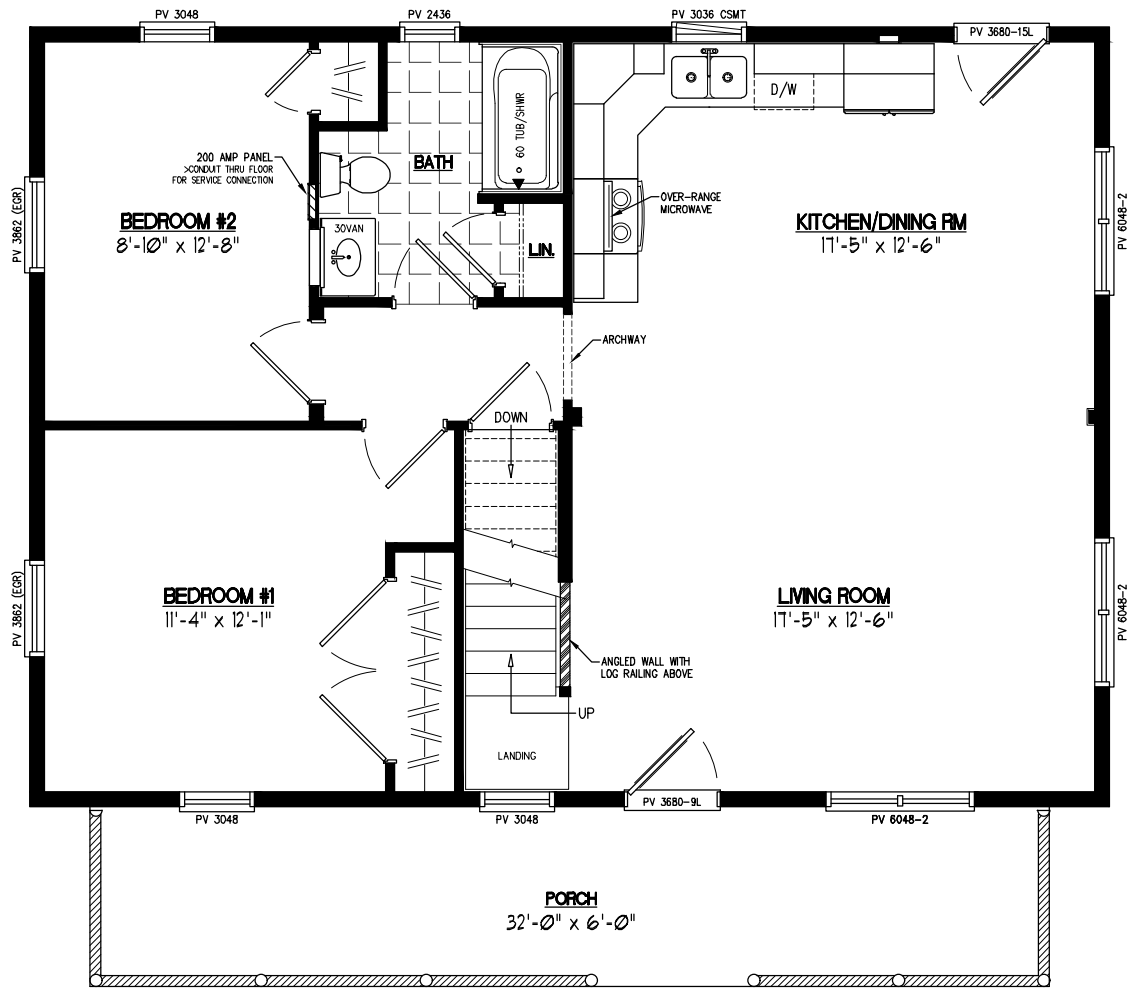 PV 3048
PV 2436
PV 3036 CSMT
PV 3680-15L
D/W
60 TUB/SHWR
200 AMP PANEL
>CONDUIT THRU FLOOR
FOR SERVICE CONNECTION
BATH
PV 3862 (EGR)
BEDROOM #2
8'-10" x 12'-8"
30VAN
LIN.
OVER-RANGE
MICROWAVE
KITCHEN/DINING RM
17'-5" x 12'-6"
PV 6048-2
ARCHWAY
DOWN
PV 3862 (EGR)
BEDROOM #1
11'-4" x 12'-1"
LIVING ROOM
17'-5" x 12'-6"
PV 6048-2
ANGLED WALL WITH
LOG RAILING ABOVE
UP
LANDING
PV 3048
PV 3048
PV 3680-9L
PV 6048-2
PORCH
32'-0" x 6'-0"